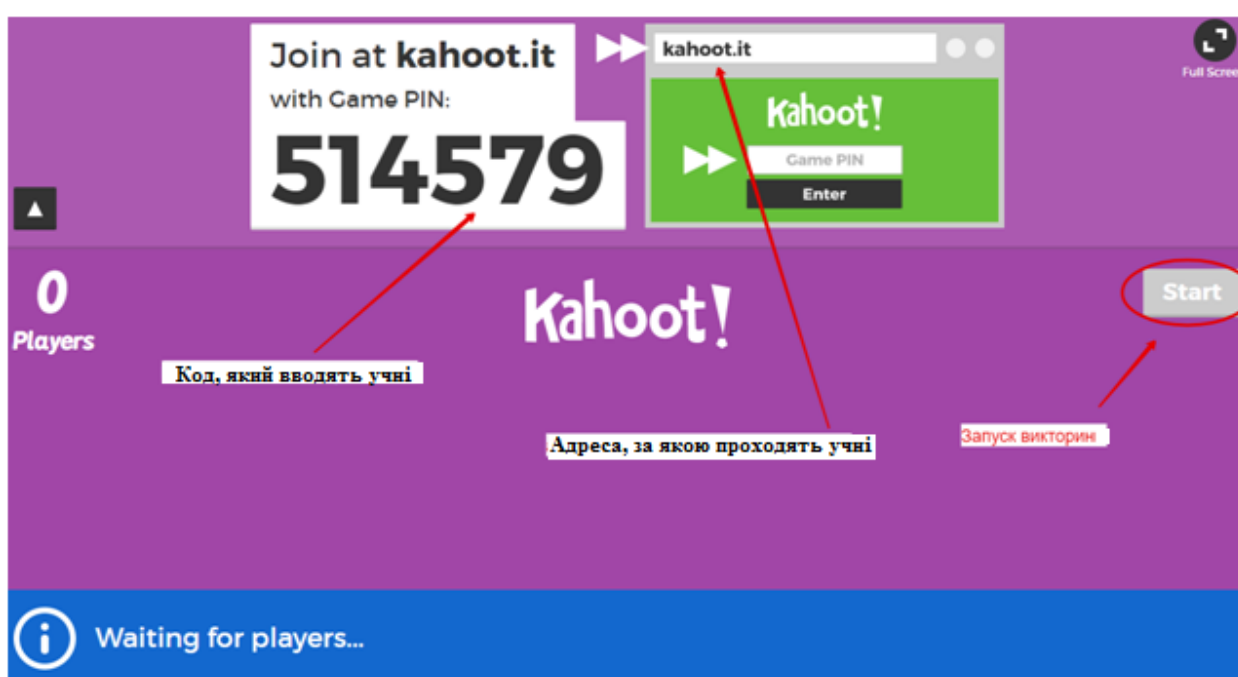 Join at kahoot.it
with Game PIN:
514579
kahoot.it
Kahoot!
Game PIN
Enter
Full Scree
0
Players
Kahoot!
Start
Код, який вводять учні
Адреса, за якою проходять учні
Запуск викторин
Waiting for players...